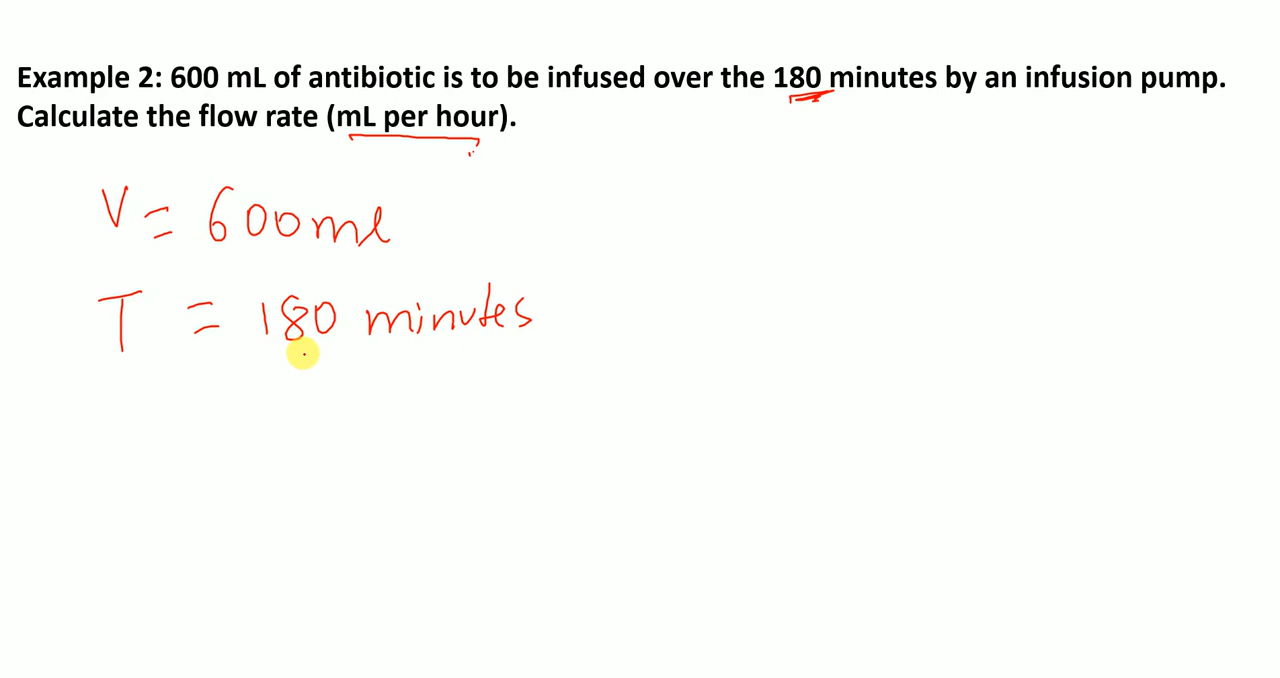 Example 2: 600 mL of antibiotic is to be infused over the 180 minutes by an infusion pump.
Calculate the flow rate (mL per hour).
V = 600ml
T = 180 minutes